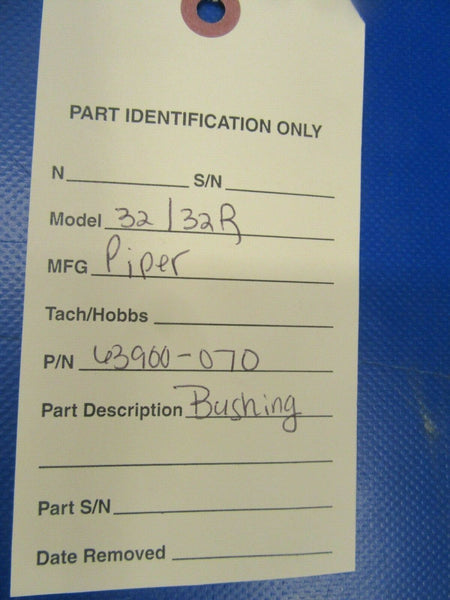 PART IDENTIFICATION ONLY
N S/N
Model 32/32R
MFG Piper
Tach/Hobbs
P/N 63900-070
Part Description Bushing
Part S/N
Date Removed